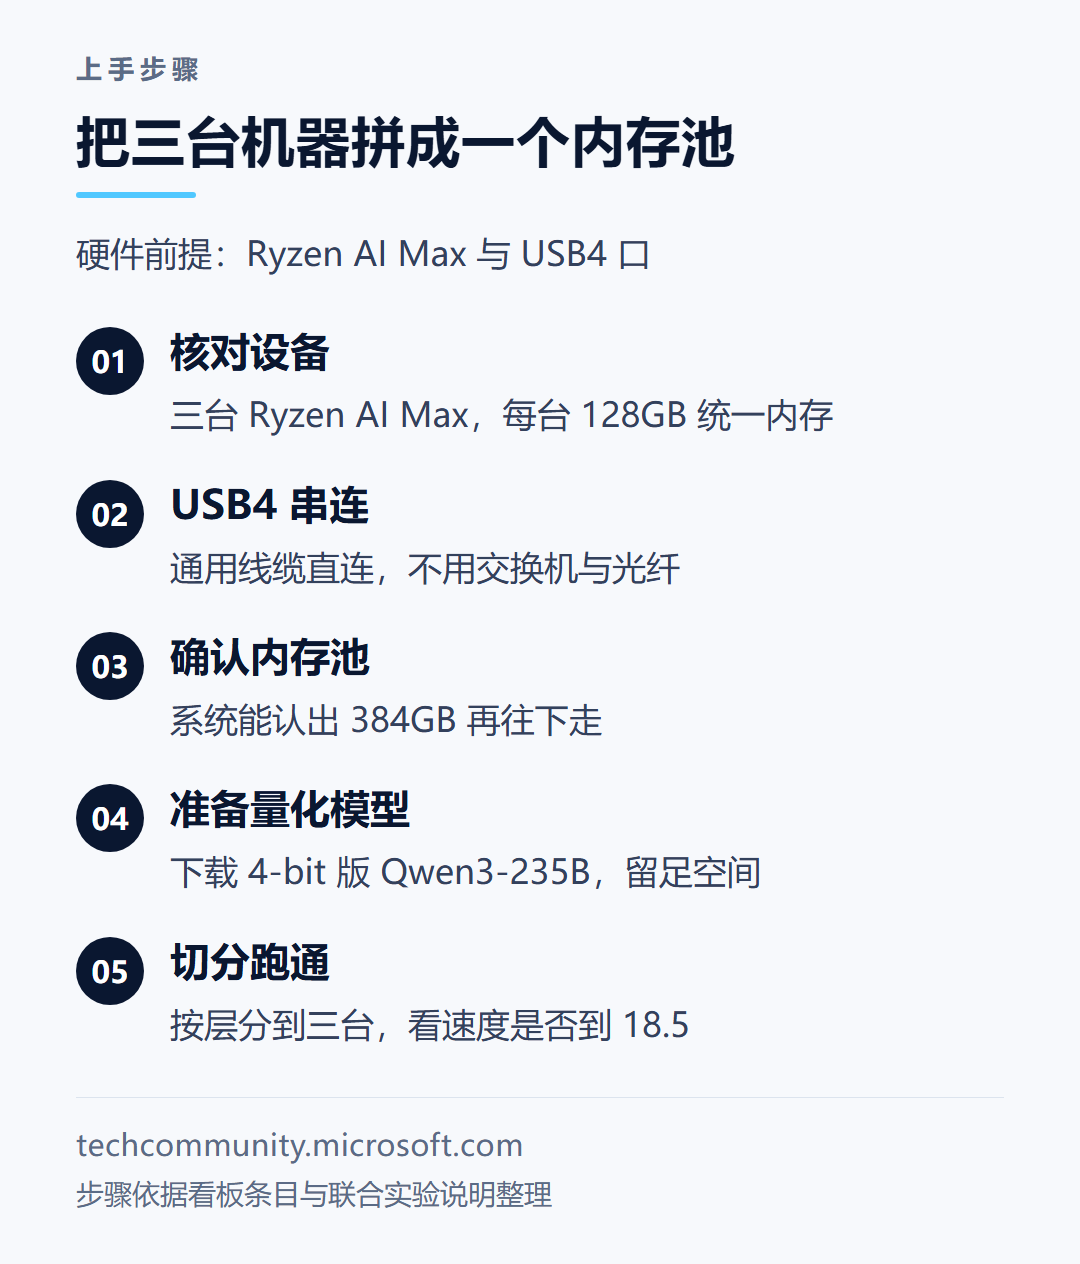 上手步骤
把三台机器拼成一个内存池
硬件前提：Ryzen AI Max 与 USB4 口
01
核对设备
三台 Ryzen AI Max，每台 128GB 统一内存
02
USB4 串连
通用线缆直连，不用交换机与光纤
03
确认内存池
系统能认出 384GB 再往下走
04
准备量化模型
下载 4-bit 版 Qwen3-235B，留足空间
05
切分跑通
按层分到三台，看速度是否到 18.5
techcommunity.microsoft.com
步骤依据看板条目与联合实验说明整理